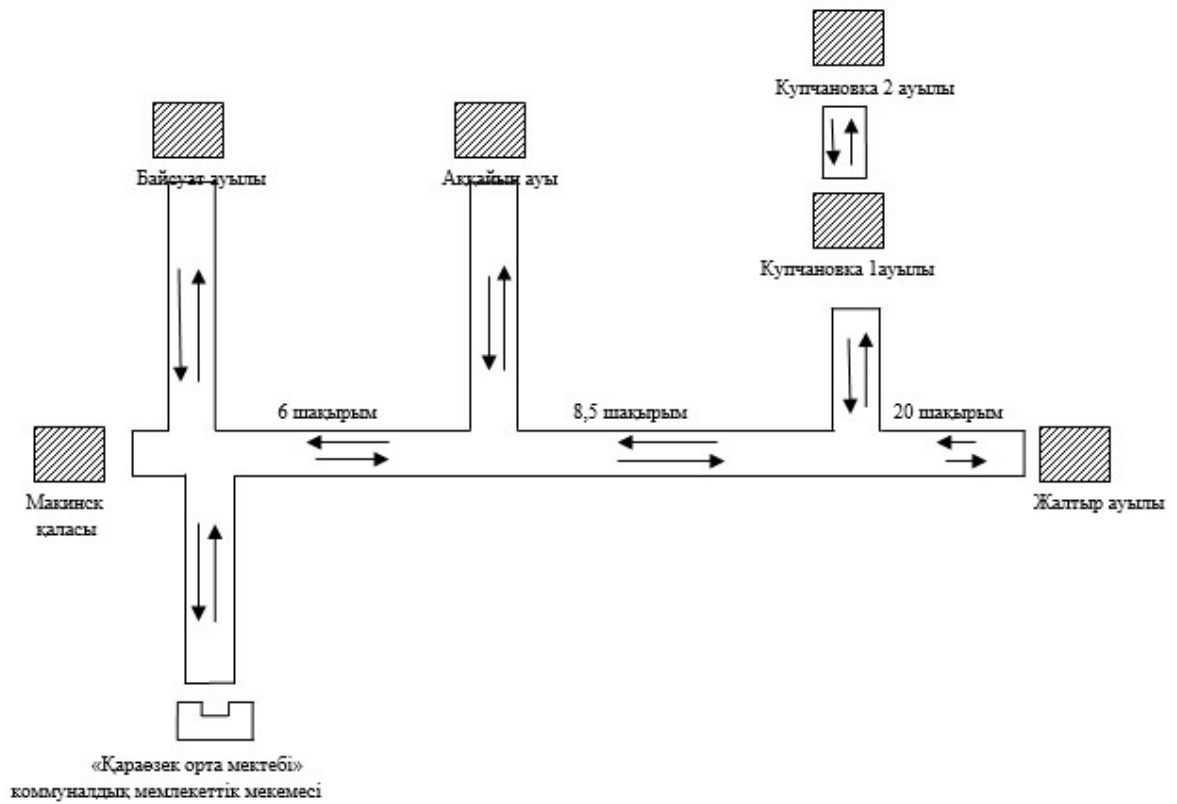 Купчановка 2 ауылы
Байсуат ауылы
Аққайың ауы
Купчановка 1ауылы
6 шақырым
8,5 шақырым
20 шақырым
Макинск
қаласы
Жалтыр ауылы
«Қараөзек орта мектебі»
коммуналдық мемлекеттік мекемесі